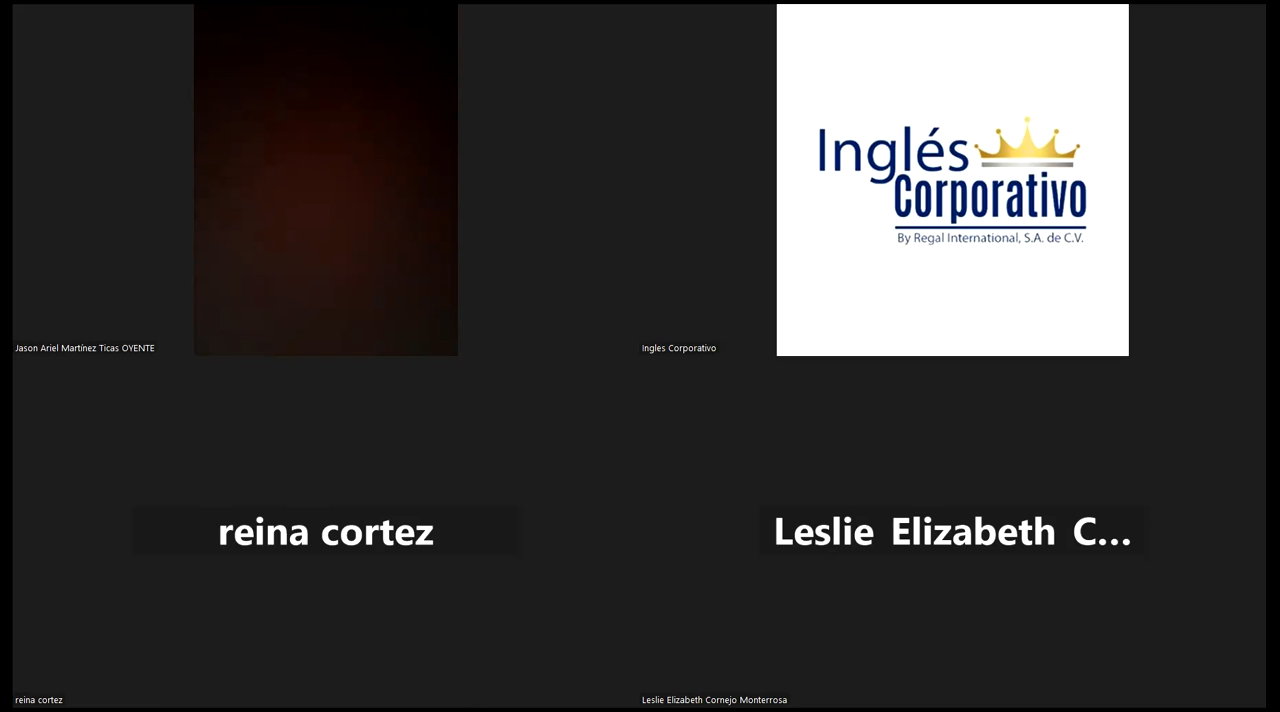 Inglés
Corporativo
By Regal International, S.A. de C.V.
Jason Ariel Martínez Ticas OYENTE
Ingles Corporativo
reina cortez
Leslie Elizabeth C...
reina cortez
Leslie Elizabeth Cornejo Monterrosa